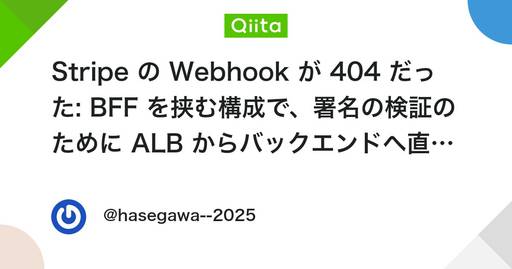 Qiita
Stripe の Webhook が 404 だっ
た: BFF を挟む構成で、署名の検証の
ために ALB からバックエンドへ直…
@hasegawa--2025